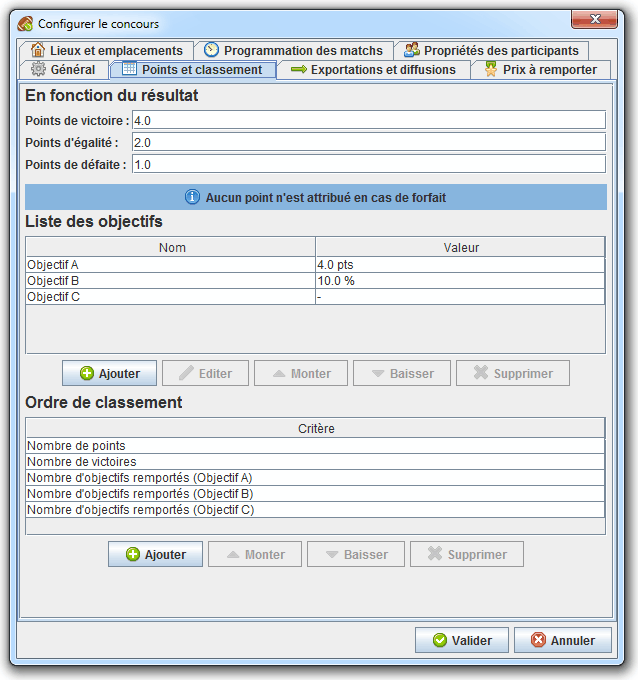 Configurer le concours
Lieux et emplacements Programmation des matchs Propriétés des participants
Général Points et classement Exportations et diffusions Prix à remporter
En fonction du résultat
Points de victoire : 4.0
Points d'égalité : 2.0
Points de défaite : 1.0
Aucun point n'est attribué en cas de forfait
Liste des objectifs
Nom Valeur
Objectif A 4.0 pts
Objectif B 10.0 %
Objectif C -
Ajouter Editer Monter Baisser Supprimer
Ordre de classement
Critère
Nombre de points
Nombre de victoires
Nombre d'objectifs remportés (Objectif A)
Nombre d'objectifs remportés (Objectif B)
Nombre d'objectifs remportés (Objectif C)
Ajouter Monter Baisser Supprimer
Valider Annuler